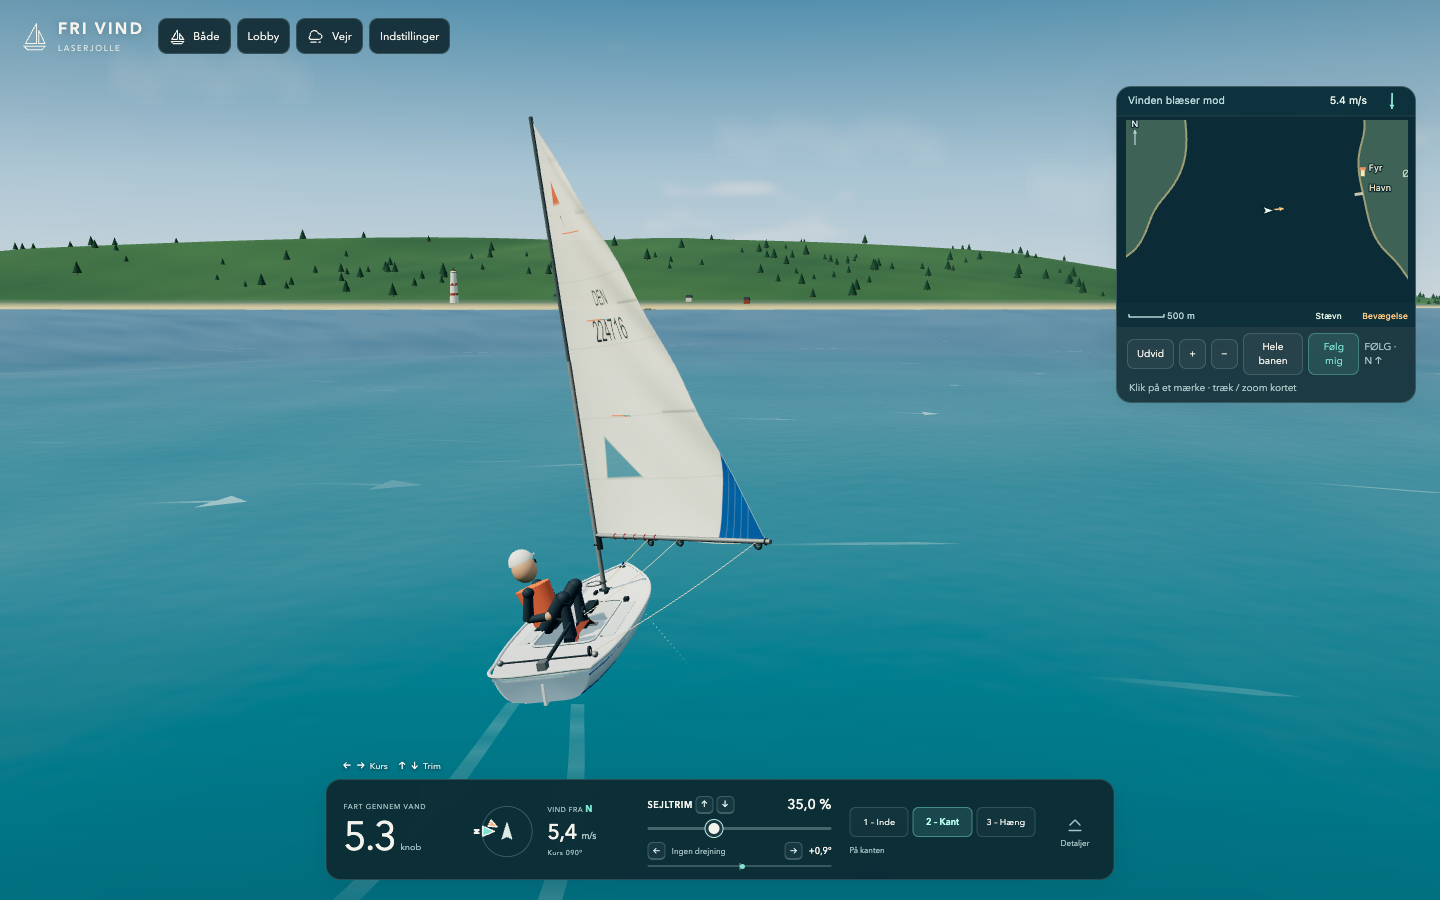 FRI VIND
LASERJOLLE
Både
Lobby
Vejr
Indstillinger
Vinden blæser mod
5.4 m/s
N
Fyr
Havn
500 m
Stævn
Bevægelse
Udvid
+
−
Hele
banen
Følg
mig
FØLG ·
N ↑
Klik på et mærke · træk / zoom kortet
DEN
224716
← → Kurs ↑ ↓ Trim
FART GENNEM VAND
5.3 knob
VIND FRA N
5,4 m/s
Kurs 090°
SEJLTRIM ↑ ↓ 35,0 %
← Ingen drejning → +0,9°
1 - Inde
2 - Kant
3 - Hæng
På kanten
Detaljer